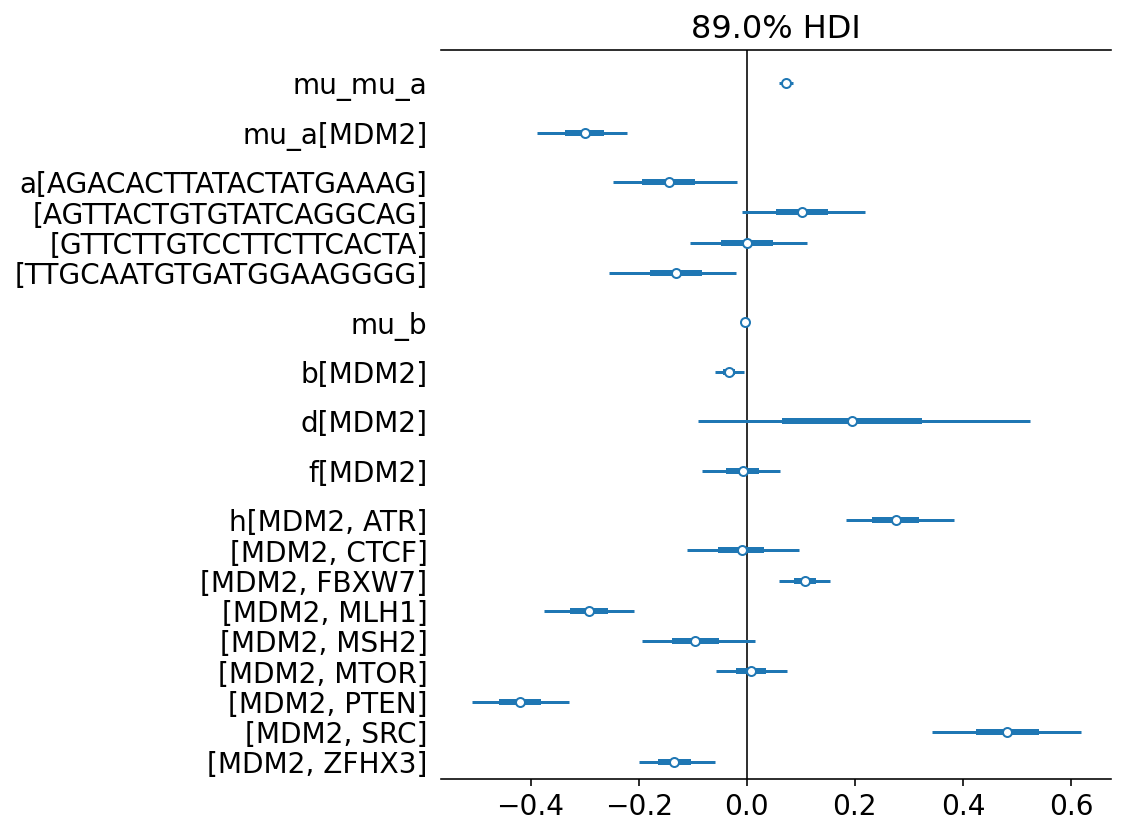 89.0% HDI
mu_mu_a
mu_a[MDM2]
a[AGACACTTATACTATGAAAG]
[AGTTACTGTGTATCAGGCAG]
[GTTCTTGTCCTTCTTCACTA]
[TTGCAATGTGATGGAAGGGG]
mu_b
b[MDM2]
d[MDM2]
f[MDM2]
h[MDM2, ATR]
[MDM2, CTCF]
[MDM2, FBXW7]
[MDM2, MLH1]
[MDM2, MSH2]
[MDM2, MTOR]
[MDM2, PTEN]
[MDM2, SRC]
[MDM2, ZFHX3]
−0.4 −0.2 0.0 0.2 0.4 0.6